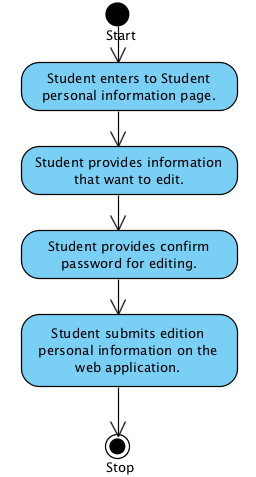 Start
Student enters to Student
personal information page.
Student provides information
that want to edit.
Student provides confirm
password for editing.
Student submits edition
personal information on the
web application.
Stop